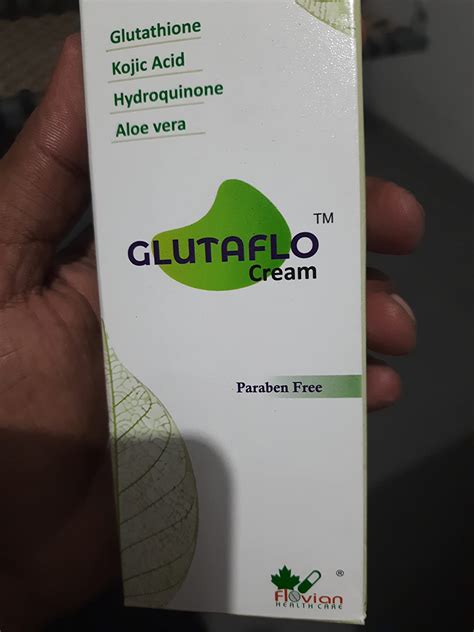 Glutathione
Kojic Acid
Hydroquinone
Aloe vera
GLUTAFLO TM
Cream
Paraben Free
®
Flovian
HEALTH CARE